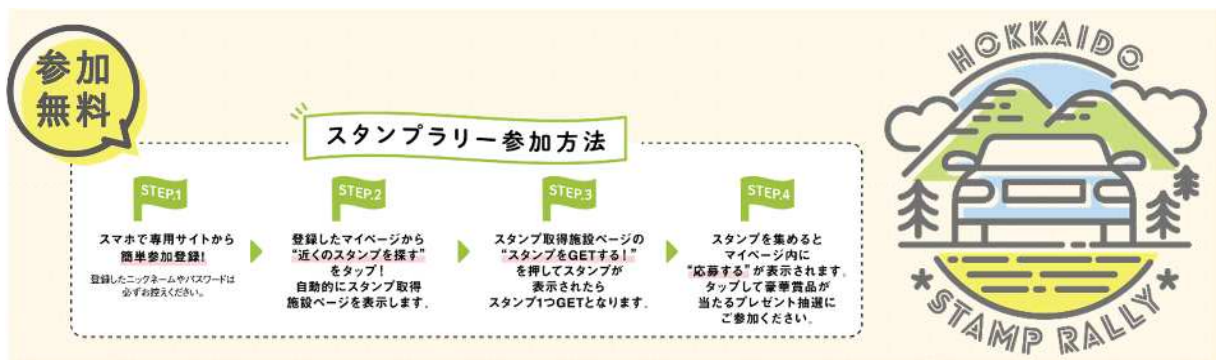 参加
無料
スタンプラリー参加方法
STEP.1
スマホで専用サイトから
簡単参加登録!
登録したニックネームやパスワードは
必ずお控えください。
STEP.2
登録したマイページから
“近くのスタンプを探す”
をタップ!
自動的にスタンプ取得
施設ページを表示します.
STEP.3
スタンプ取得施設ページの
“スタンプをGETする!”
を押してスタンプが
表示されたら
スタンプ1つGETとなります.
STEP.4
スタンプを集めると
マイページ内に
“応募する”が表示されます.
タップして豪華賞品が
当たるプレゼント抽選に
ご参加ください.
HOKKAIDO
*STAMP RALLY*